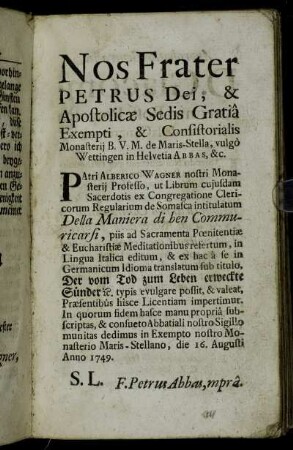 Nos Frater
PETRUS Dei, &
Apostolicæ Sedis Gratiâ
Exempti, & Consistorialis
Monasterij B. V. M. de Maris-Stella, vulgò
Wettingen in Helvetia ABBAS, &c.
PAtri ALBERICO WAGNER nostri Mona-
sterij Professo, ut Librum cujusdam
Sacerdotis ex Congregatione Cleri-
corum Regularium de Somasca institulatum
Della Maniera di ben Commu-
nicarsi, piis ad Sacramenta Pœnitentiæ
& Eucharistiæ Meditationibus refertum, in
Lingua Italica editum, & ex hac â se in
Germanicum Idioma translatum sub titulo.
Der vom Tod zum Leben erweckte
Sünder &c. typis evulgare possit, & valeat,
Præsentibûs hisce Licentiam impertimur.
In quorum fidem hasce manu propriâ sub-
scriptas, & consueto Abbatiali nostro Sigillo
munitas dedimus in Exempto nostro Mo-
nasterio Maris-Stellano, die 16. Augusti
Anno 1749.
S. L. F. Petrus Abbas, mprâ.